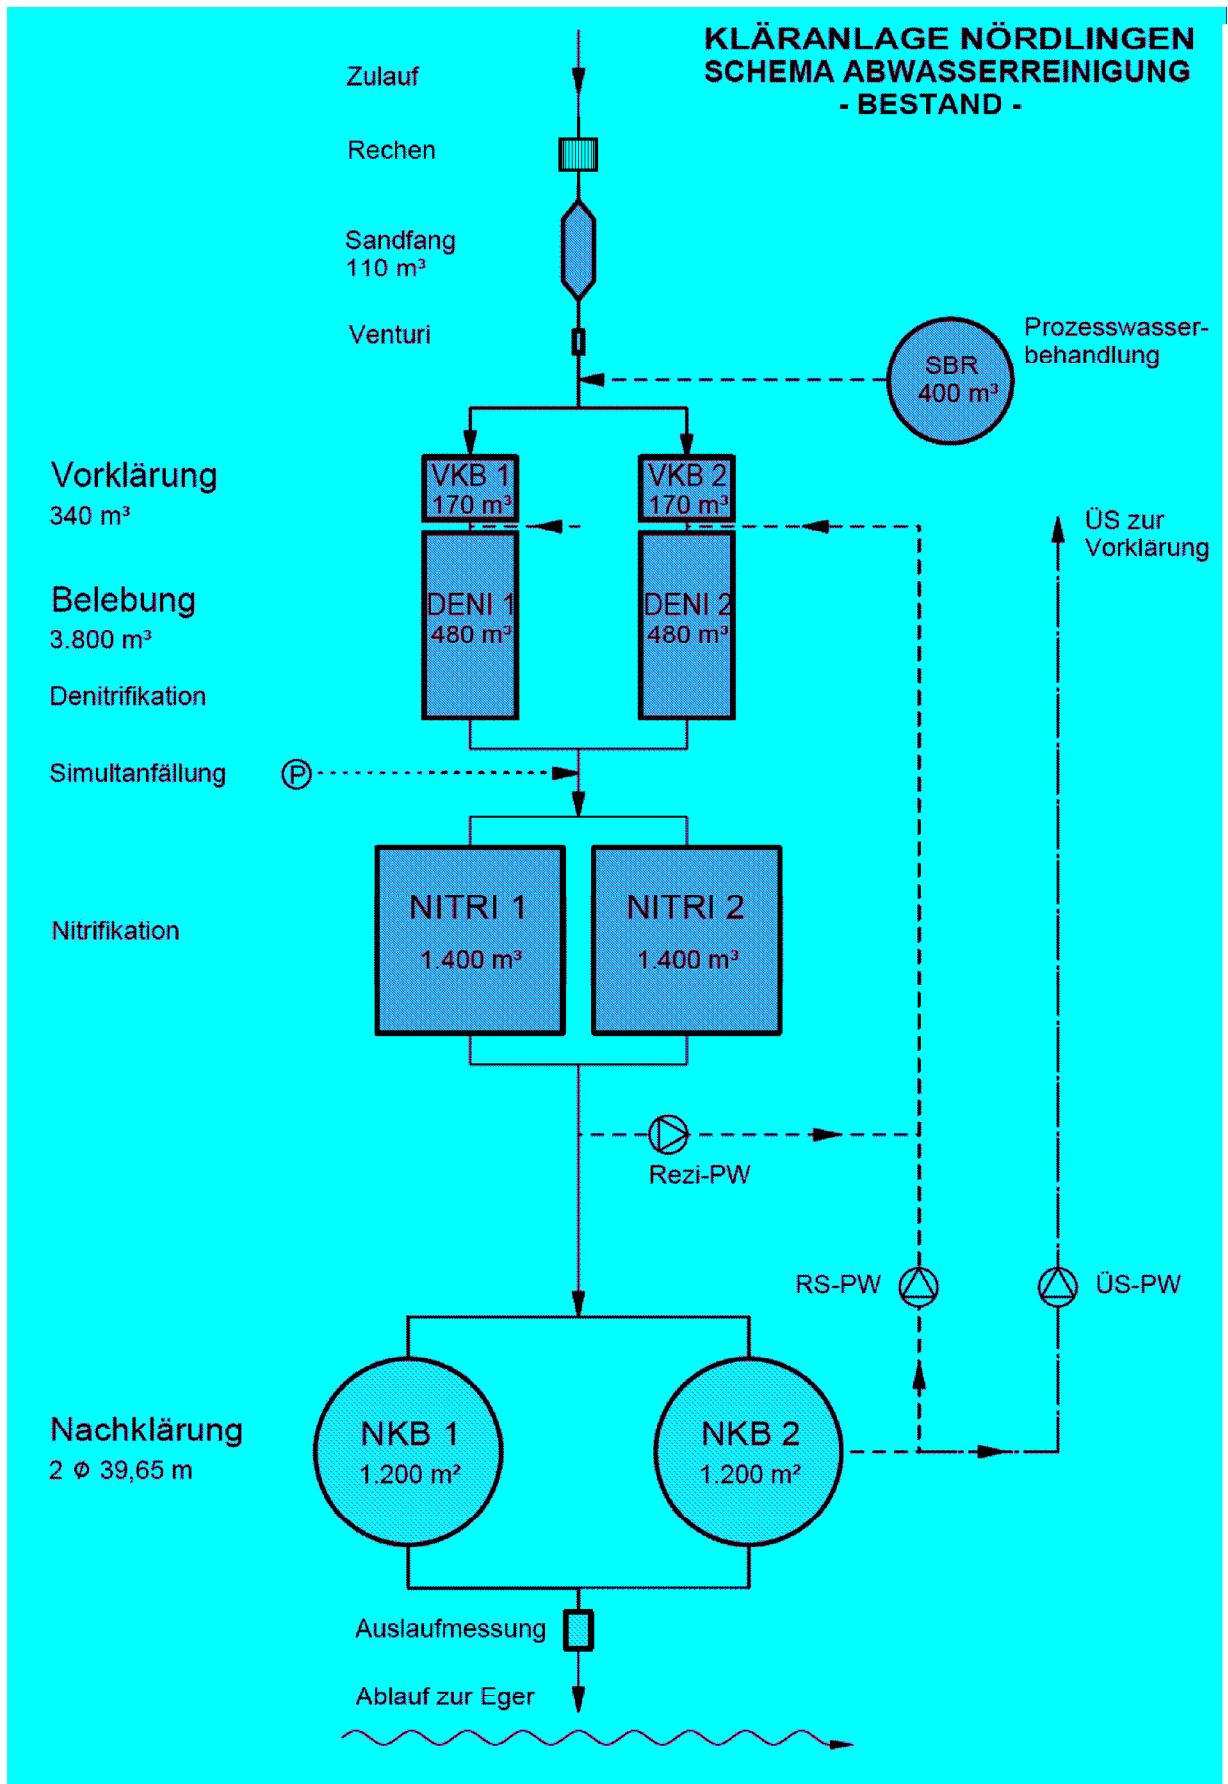 KLÄRANLAGE NÖRDLINGEN
SCHEMA ABWASSERREINIGUNG
- BESTAND -
Zulauf
Rechen
Sandfang
110 m³
Venturi
Prozesswasser-
behandlung
SBR
400 m³
Vorklärung
340 m³
VKB 1
170 m³
VKB 2
170 m³
ÜS zur
Vorklärung
Belebung
3.800 m³
DENI 1
480 m³
DENI 2
480 m³
Denitrifikation
Simultanfällung
P
Nitrifikation
NITRI 1
1.400 m³
NITRI 2
1.400 m³
Rezi-PW
RS-PW
ÜS-PW
Nachklärung
2 Φ 39,65 m
NKB 1
1.200 m²
NKB 2
1.200 m²
Auslaufmessung
Ablauf zur Eger